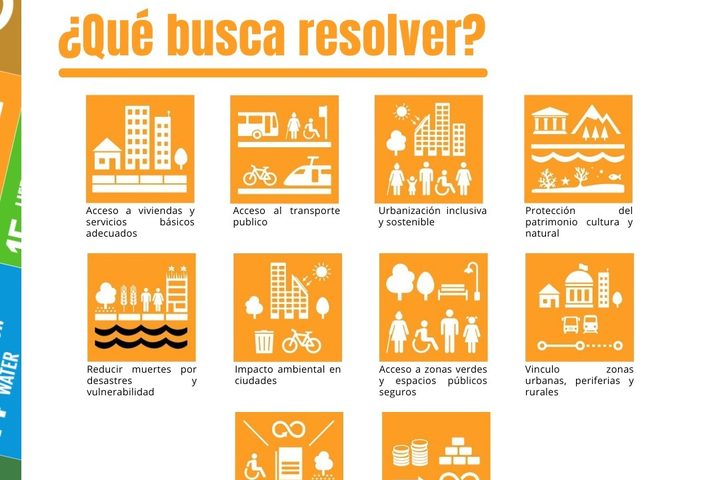 ¿Qué busca resolver?
Acceso a viviendas y
servicios básicos
adecuados
Acceso al transporte
publico
Urbanización inclusiva
y sostenible
Protección del
patrimonio cultura y
natural
Reducir muertes por
desastres y
vulnerabilidad
Impacto ambiental en
ciudades
Acceso a zonas verdes
y espacios públicos
seguros
Vinculo zonas
urbanas, periferias y
rurales
15
WATER